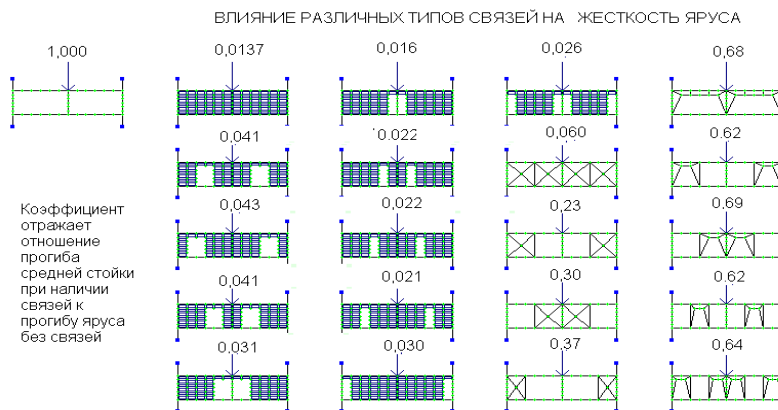 ВЛИЯНИЕ РАЗЛИЧНЫХ ТИПОВ СВЯЗЕЙ НА ЖЕСТКОСТЬ ЯРУСА
1,000 0,0137 0,016 0,026 0,68
0,041 0,022 0,060 0.62
0,043 0,022 0,23 0,69
0,041 0,021 0,30 0,62
0,031 0,030 0,37 0,64
Коэффициент
отражает
отношение
прогиба
средней стойки
при наличии
связей к
прогибу яруса
без связей